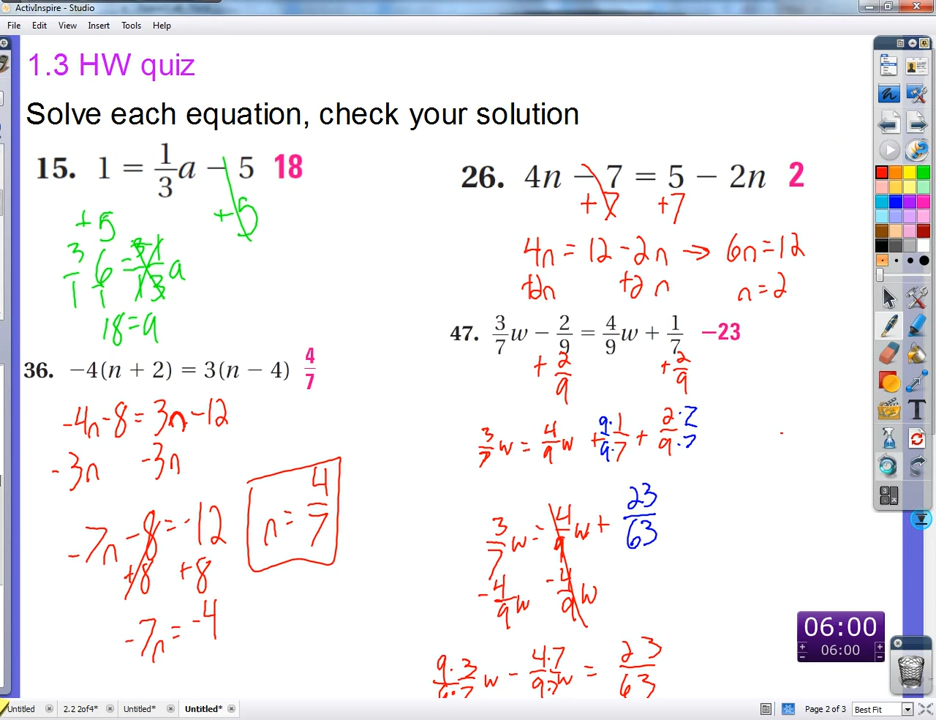 ActivInspire - Studio
File Edit View Insert Tools Help
1.3 HW quiz
Solve each equation, check your solution
15. 1 = 1/3 a - 5 18
+5 +5
3/1 6/1 = 3·1/1·3 a
18 = a
26. 4n - 7 = 5 - 2n 2
+7 +7
4n = 12 - 2n → 6n = 12
+2n +2n n = 2
36. -4(n + 2) = 3(n - 4) 4/7
-4n - 8 = 3n - 12
-3n -3n
-7n - 8 = -12
+8 +8
-7n = -4
n = 4/7
47. 3/7 w - 2/9 = 4/9 w + 1/7 -23
+2/9 +2/9
3/7 w = 4/9 w + 9·1/9·7 + 2·7/9·7
3/7 w = 4/9 w + 23/63
-4/9 w -4/9 w
9·3/ w - 4·7/9·7 w = 23/63
06:00
06:00
Untitled 2.2 2of4* Untitled* Untitled*
Page 2 of 3 Best Fit